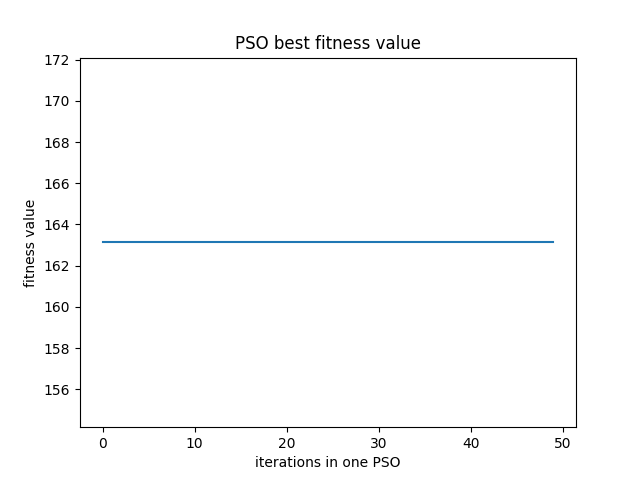 PSO best fitness value
172
170
168
166
164
162
160
158
156
fitness value
0 10 20 30 40 50
iterations in one PSO